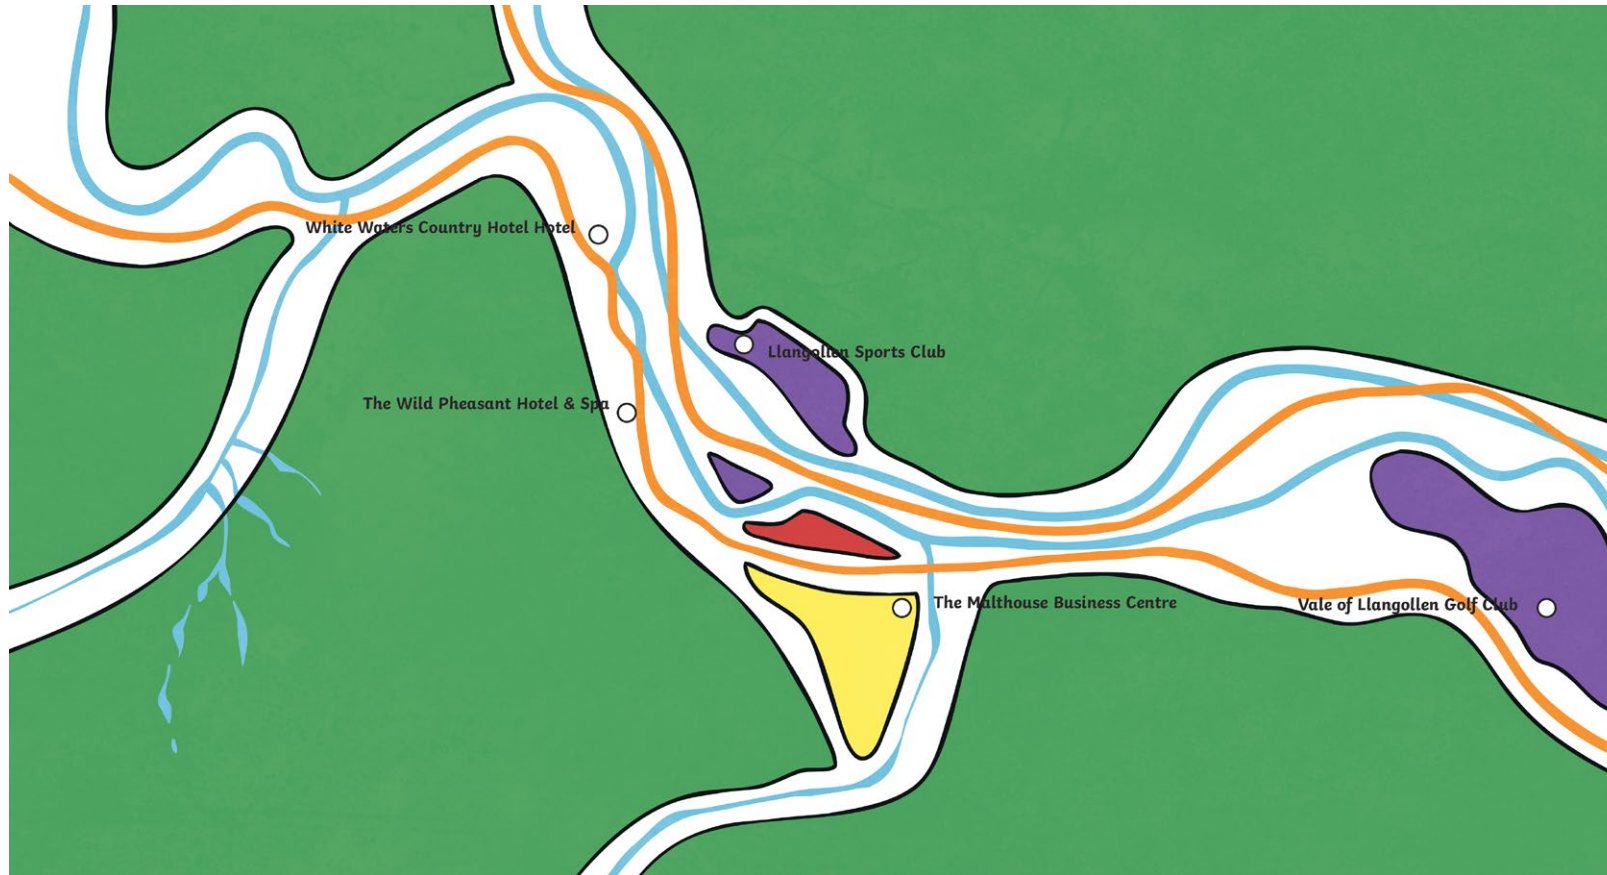 White Waters Country Hotel Hotel
Llangollen Sports Club
The Wild Pheasant Hotel & Spa
The Malthouse Business Centre
Vale of Llangollen Golf Club